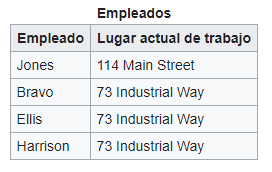 Empleados
Empleado Lugar actual de trabajo
Jones 114 Main Street
Bravo 73 Industrial Way
Ellis 73 Industrial Way
Harrison 73 Industrial Way